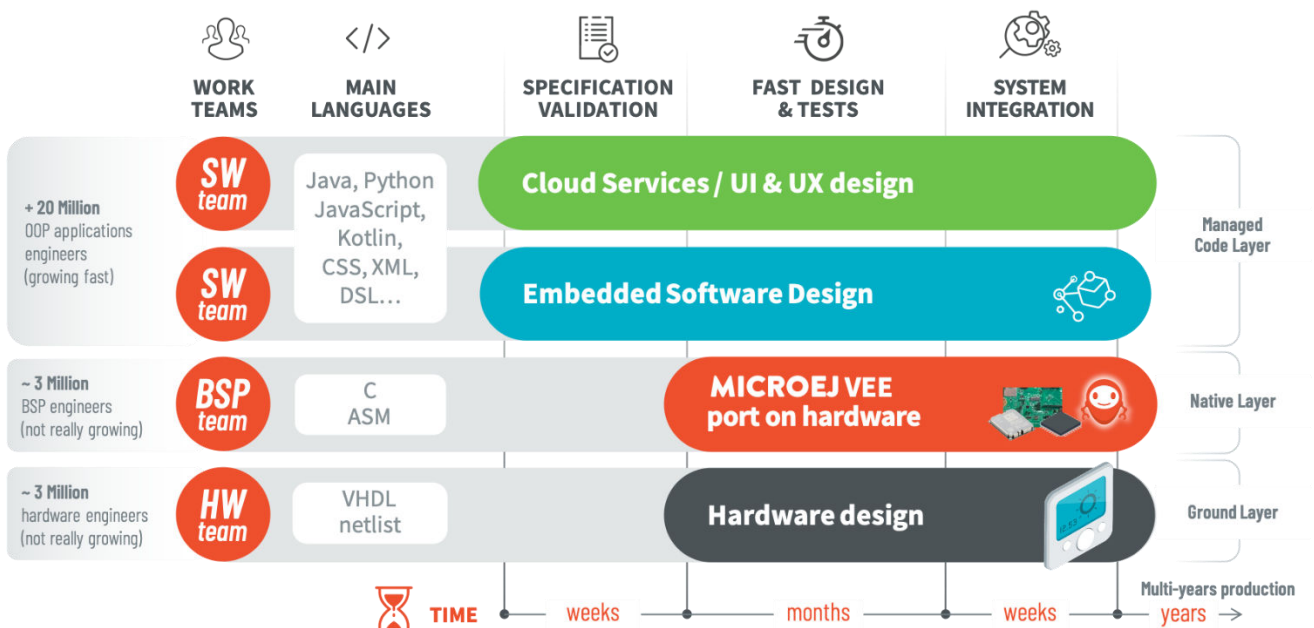 WORK
TEAMS
MAIN
LANGUAGES
SPECIFICATION
VALIDATION
FAST DESIGN
& TESTS
SYSTEM
INTEGRATION
+ 20 Million
OOP applications
engineers
(growing fast)
SW
team
SW
team
Java, Python
JavaScript,
Kotlin,
CSS, XML,
DSL...
Cloud Services / UI & UX design
Embedded Software Design
Managed
Code Layer
~ 3 Million
BSP engineers
(not really growing)
BSP
team
C
ASM
MICROEJ VEE
port on hardware
Native Layer
~ 3 Million
hardware engineers
(not really growing)
HW
team
VHDL
netlist
Hardware design
12:53
Ground Layer
TIME
weeks
months
weeks
Multi-years production
years